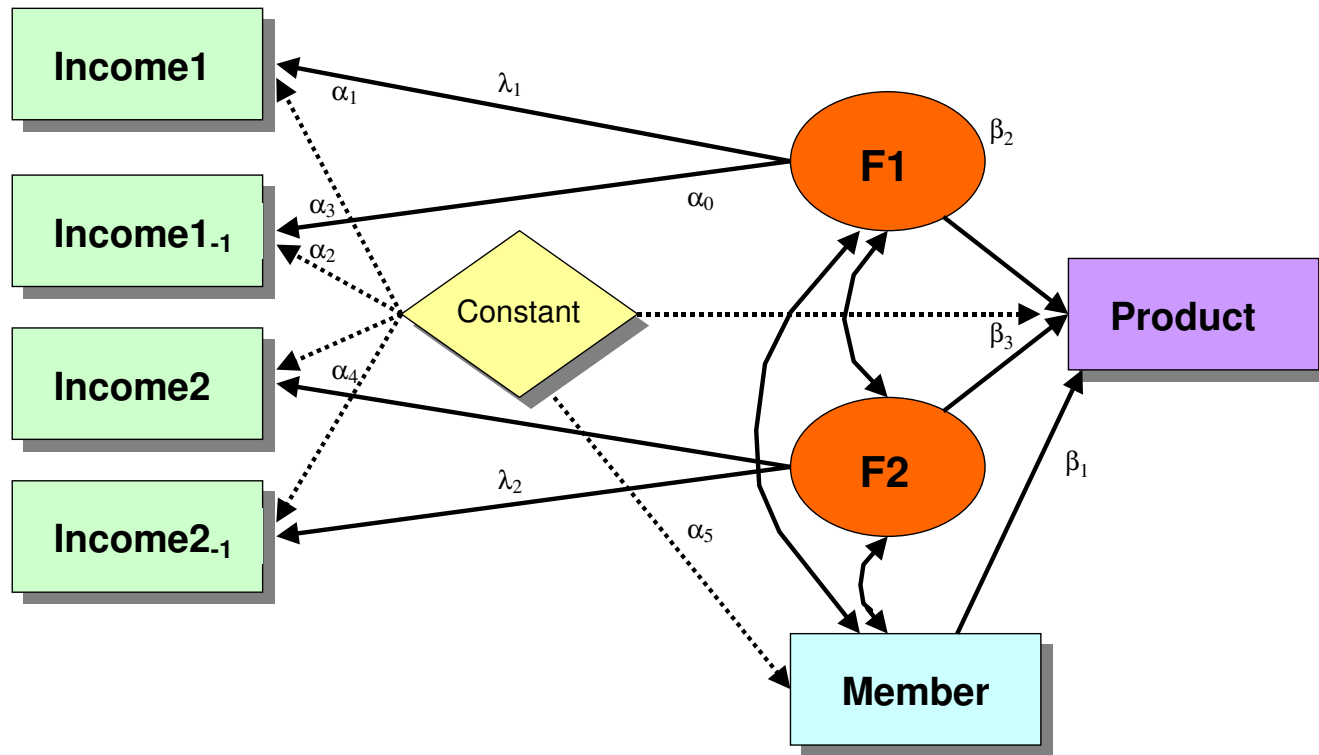 Income1
λ1
α1
F1
β2
Income1-1
α3
α0
α2
Constant
Product
β3
Income2
α4
F2
β1
λ2
Income2-1
α5
Member